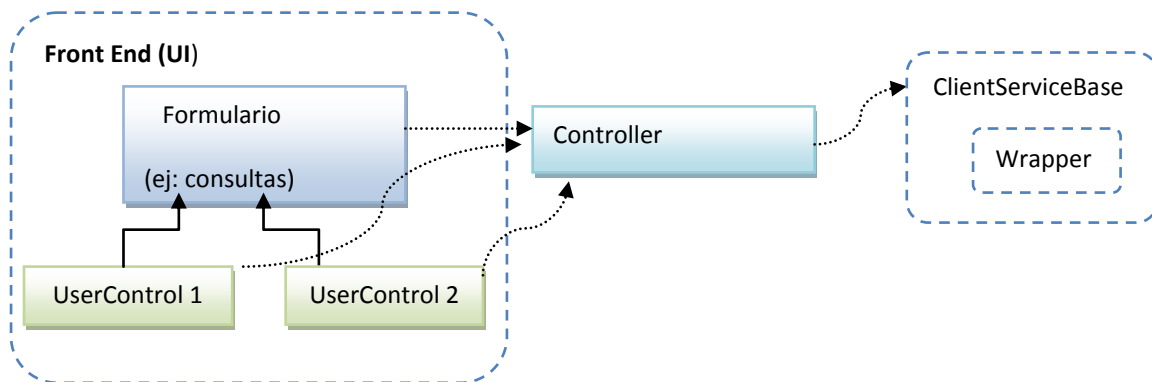 Front End (UI)
Formulario
(ej: consultas)
UserControl 1
UserControl 2
Controller
ClientServiceBase
Wrapper